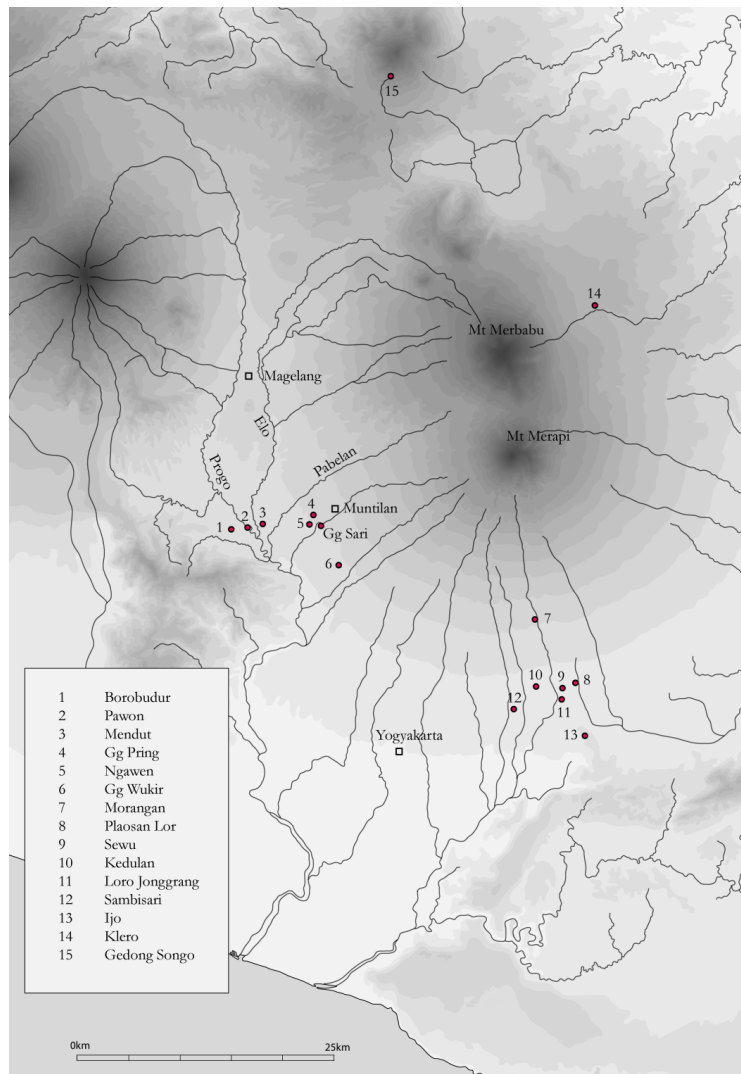 15
14
Mt Merbabu
Magelang
Mt Merapi
Elo
Progo
Pabelan
Muntilan
4
1
2
3
5
Gg Sari
6
7
10
9
8
12
11
13
Yogyakarta
1 Borobudur
2 Pawon
3 Mendut
4 Gg Pring
5 Ngawen
6 Gg Wukir
7 Morangan
8 Plaosan Lor
9 Sewu
10 Kedulan
11 Loro Jonggrang
12 Sambisari
13 Ijo
14 Klero
15 Gedong Songo
0km 25km